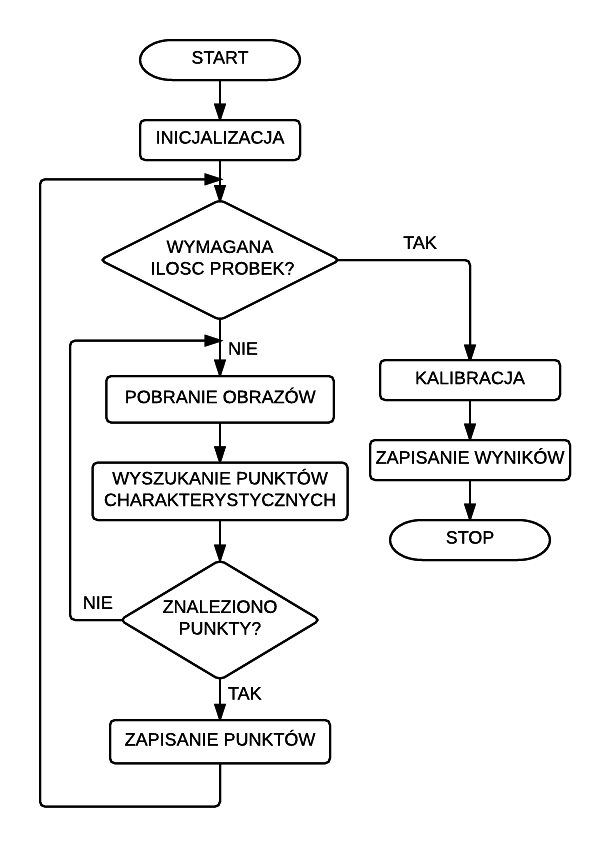 START
INICJALIZACJA
WYMAGANA
ILOSC PROBEK?
TAK
NIE
POBRANIE OBRAZÓW
WYSZUKANIE PUNKTÓW
CHARAKTERYSTYCZNYCH
ZNALEZIONO
PUNKTY?
NIE
TAK
ZAPISANIE PUNKTÓW
KALIBRACJA
ZAPISANIE WYNIKÓW
STOP